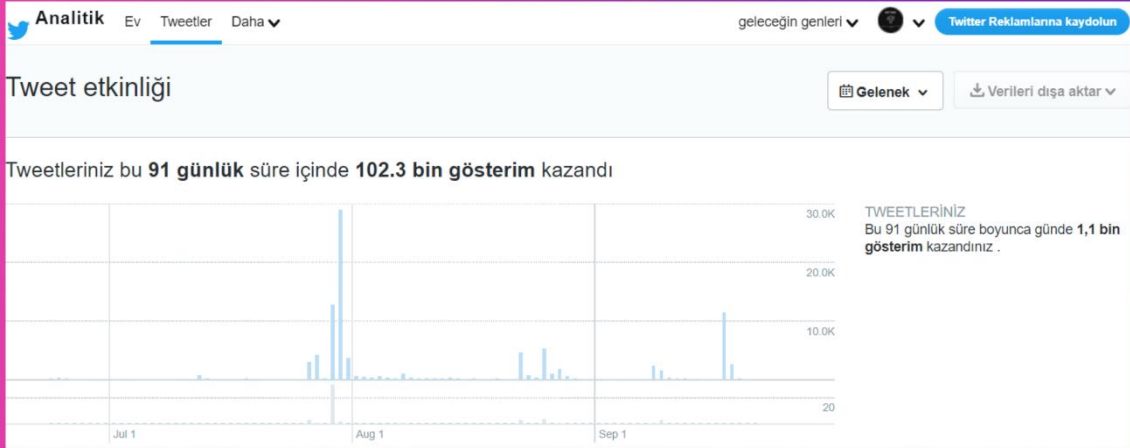 Analitik Ev Tweetler Daha geleceğin genleri Twitter Reklamlarına kaydolun
Tweet etkinliği Gelenek Verileri dışa aktar
Tweetleriniz bu 91 günlük süre içinde 102.3 bin gösterim kazandı
30.0K
20.0K
10.0K
20
Jul 1 Aug 1 Sep 1
TWEETLERİNİZ
Bu 91 günlük süre boyunca günde 1,1 bin
gösterim kazandınız .